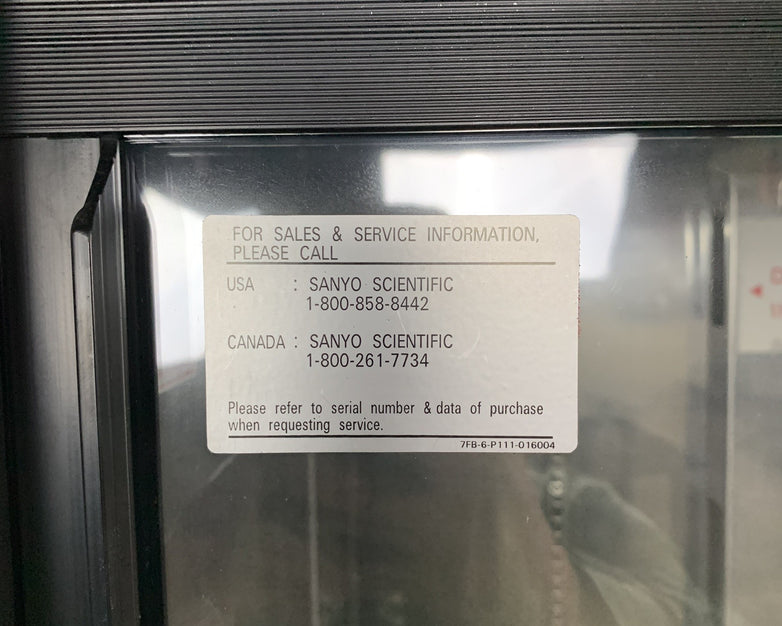 FOR SALES & SERVICE INFORMATION,
PLEASE CALL
USA : SANYO SCIENTIFIC
1-800-858-8442
CANADA : SANYO SCIENTIFIC
1-800-261-7734
Please refer to serial number & data of purchase
when requesting service.
7FB-6-P111-016004